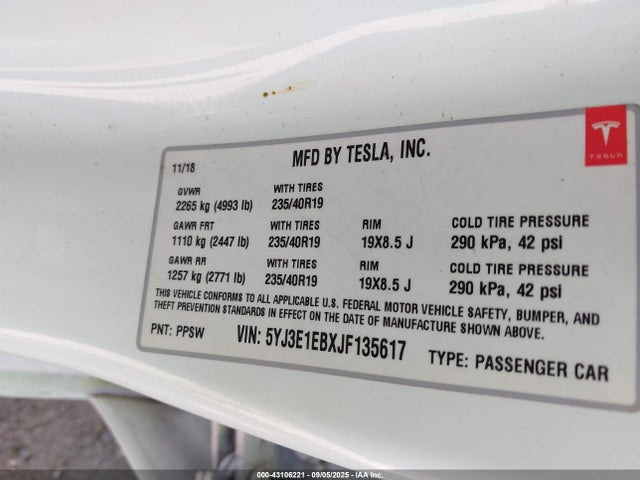 TESLA
11/18
MFD BY TESLA, INC.
GVWR WITH TIRES
2265 kg (4993 lb) 235/40R19
GAWR FRT WITH TIRES RIM COLD TIRE PRESSURE
1110 kg (2447 lb) 235/40R19 19X8.5 J 290 kPa, 42 psi
GAWR RR WITH TIRES RIM COLD TIRE PRESSURE
1257 kg (2771 lb) 235/40R19 19X8.5 J 290 kPa, 42 psi
THIS VEHICLE CONFORMS TO ALL APPLICABLE U.S. FEDERAL MOTOR VEHICLE SAFETY, BUMPER, AND
THEFT PREVENTION STANDARDS IN EFFECT ON THE DATE OF MANUFACTURE SHOWN ABOVE.
PNT: PPSW VIN: 5YJ3E1EBXJF135617 TYPE: PASSENGER CAR
000-43106221 - 09/05/2025 - IAAI.COM